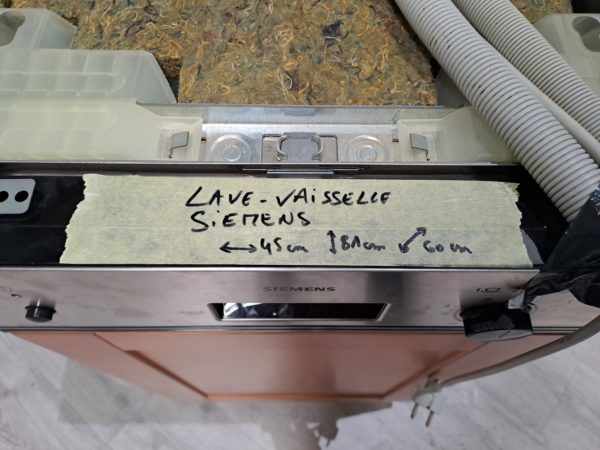 LAVE-VAISSELLE
SiEMENS
↔45cm ↕81cm ⤢60cm
SIEMENS